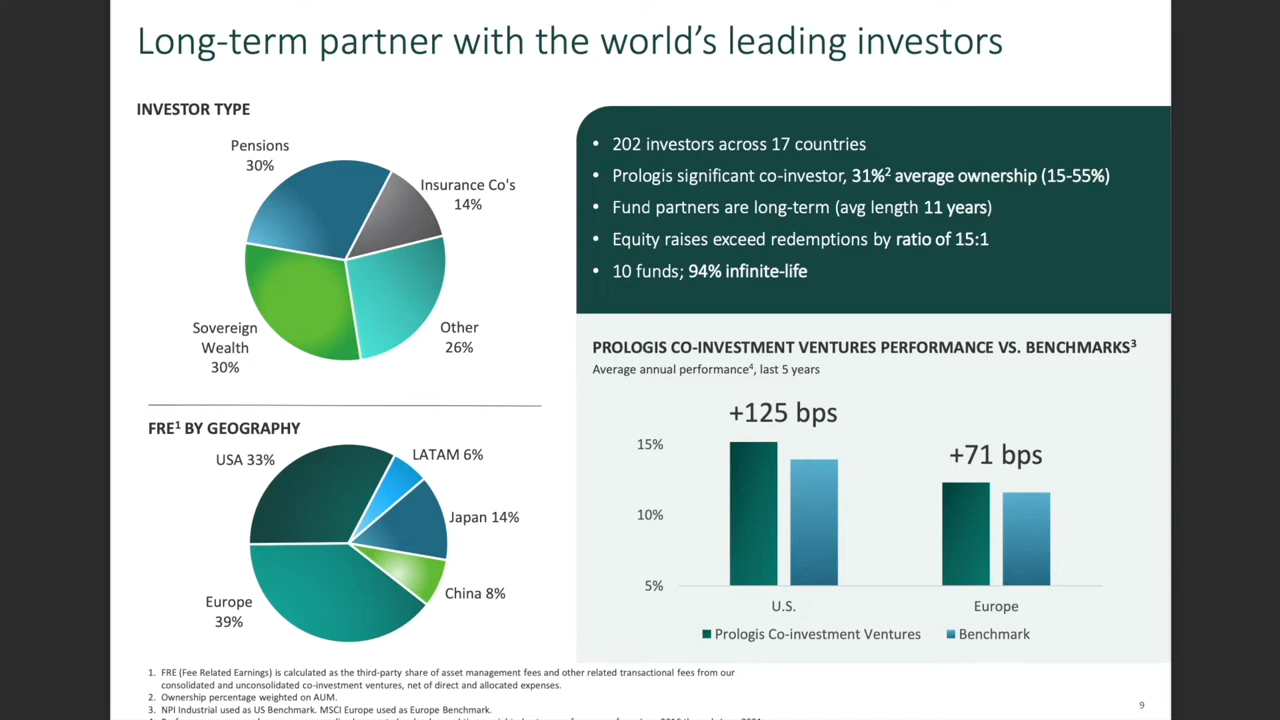 Long-term partner with the world's leading investors
INVESTOR TYPE
Pensions
30%
Insurance Co's
14%
Sovereign
Wealth
30%
Other
26%
FRE¹ BY GEOGRAPHY
USA 33%
LATAM 6%
Japan 14%
China 8%
Europe
39%
• 202 investors across 17 countries
• Prologis significant co-investor, 31%² average ownership (15-55%)
• Fund partners are long-term (avg length 11 years)
• Equity raises exceed redemptions by ratio of 15:1
• 10 funds; 94% infinite-life
PROLOGIS CO-INVESTMENT VENTURES PERFORMANCE VS. BENCHMARKS³
Average annual performance⁴, last 5 years
+125 bps
+71 bps
15%
10%
5%
U.S.
Europe
Prologis Co-investment Ventures
Benchmark
1. FRE (Fee Related Earnings) is calculated as the third-party share of asset management fees and other related transactional fees from our
consolidated and unconsolidated co-investment ventures, net of direct and allocated expenses.
2. Ownership percentage weighted on AUM.
3. NPI Industrial used as US Benchmark. MSCI Europe used as Europe Benchmark.
9